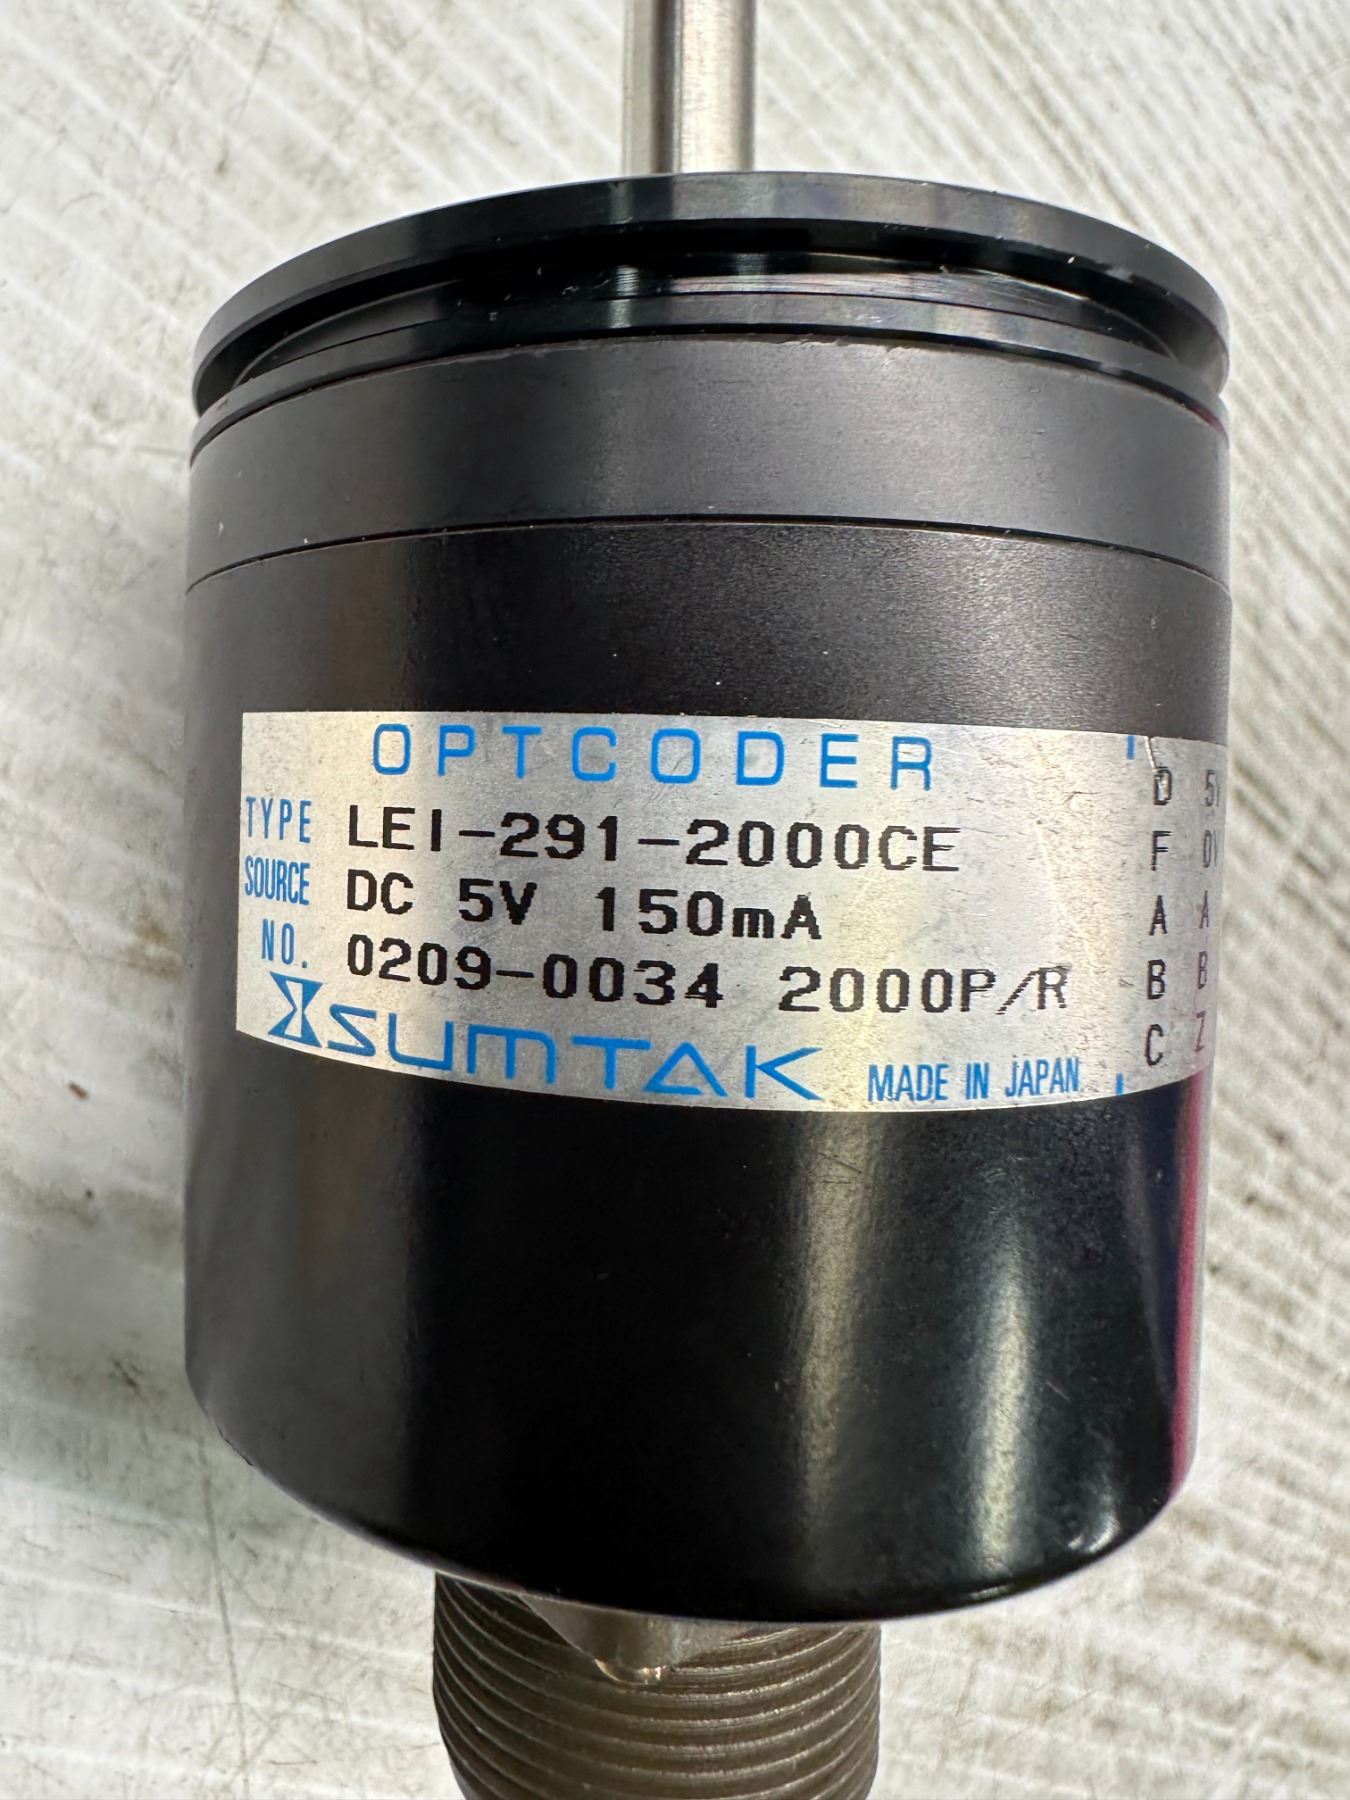 OPTCODER
TYPE LEI-291-2000CE
SOURCE DC 5V 150mA
NO. 0209-0034 2000P/R
SUMTAK MADE IN JAPAN
D
F
A A
B B
C Z